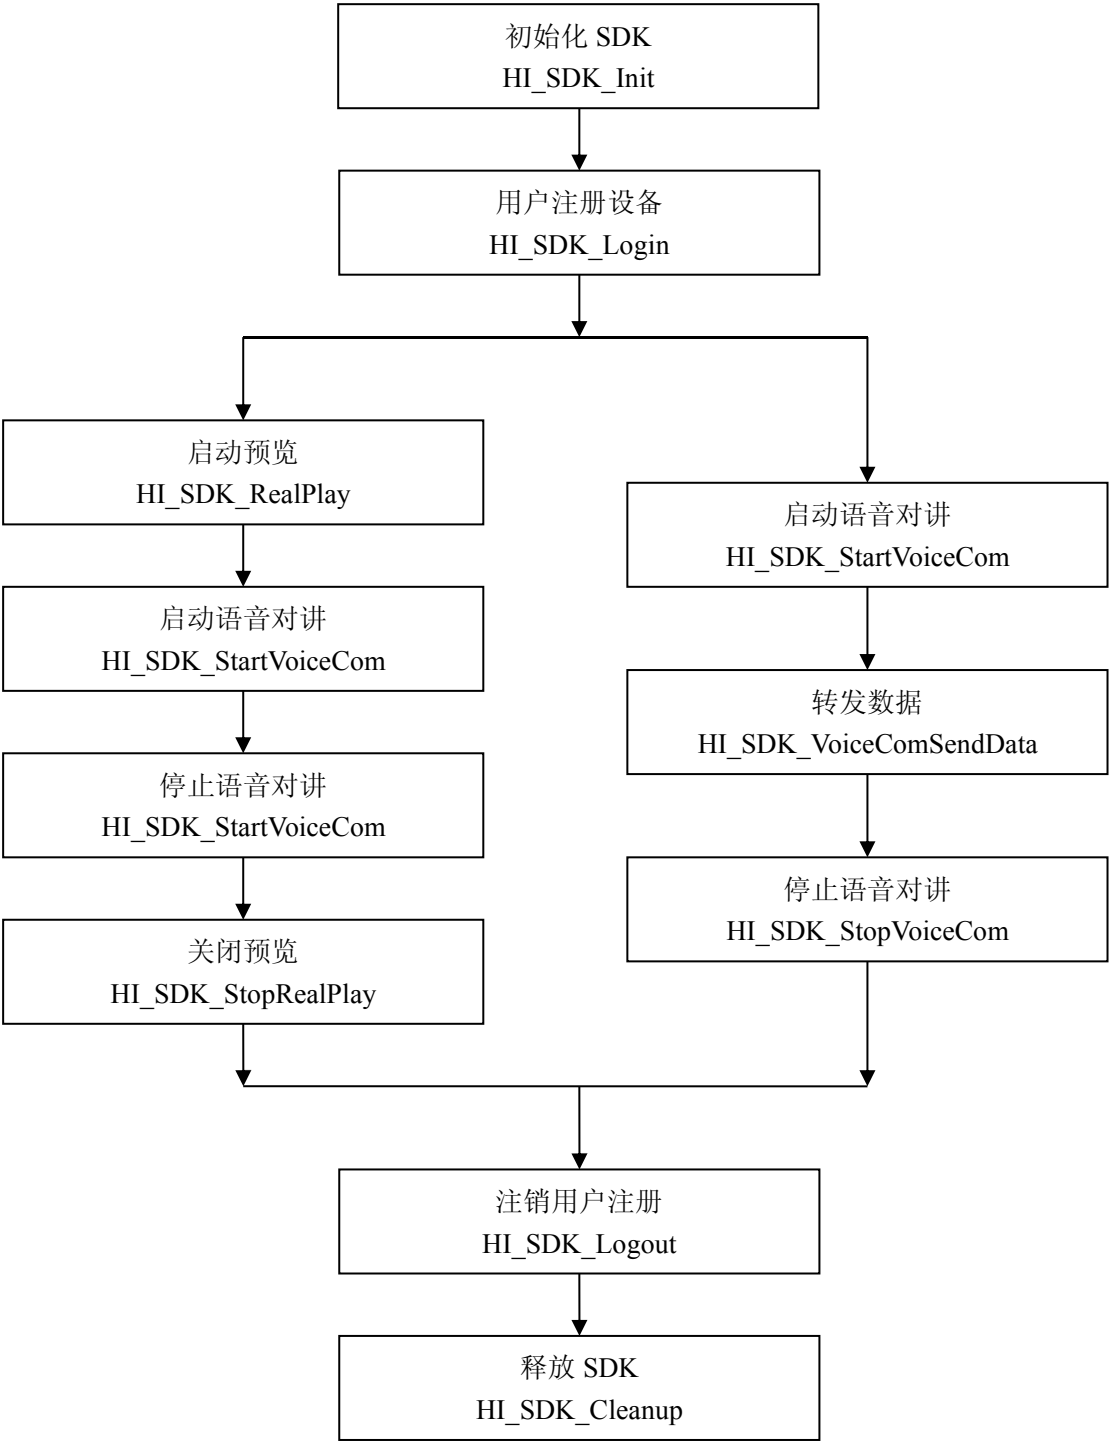 初始化 SDK
HI_SDK_Init
用户注册设备
HI_SDK_Login
启动预览
HI_SDK_RealPlay
启动语音对讲
HI_SDK_StartVoiceCom
停止语音对讲
HI_SDK_StartVoiceCom
关闭预览
HI_SDK_StopRealPlay
启动语音对讲
HI_SDK_StartVoiceCom
转发数据
HI_SDK_VoiceComSendData
停止语音对讲
HI_SDK_StopVoiceCom
注销用户注册
HI_SDK_Logout
释放 SDK
HI_SDK_Cleanup